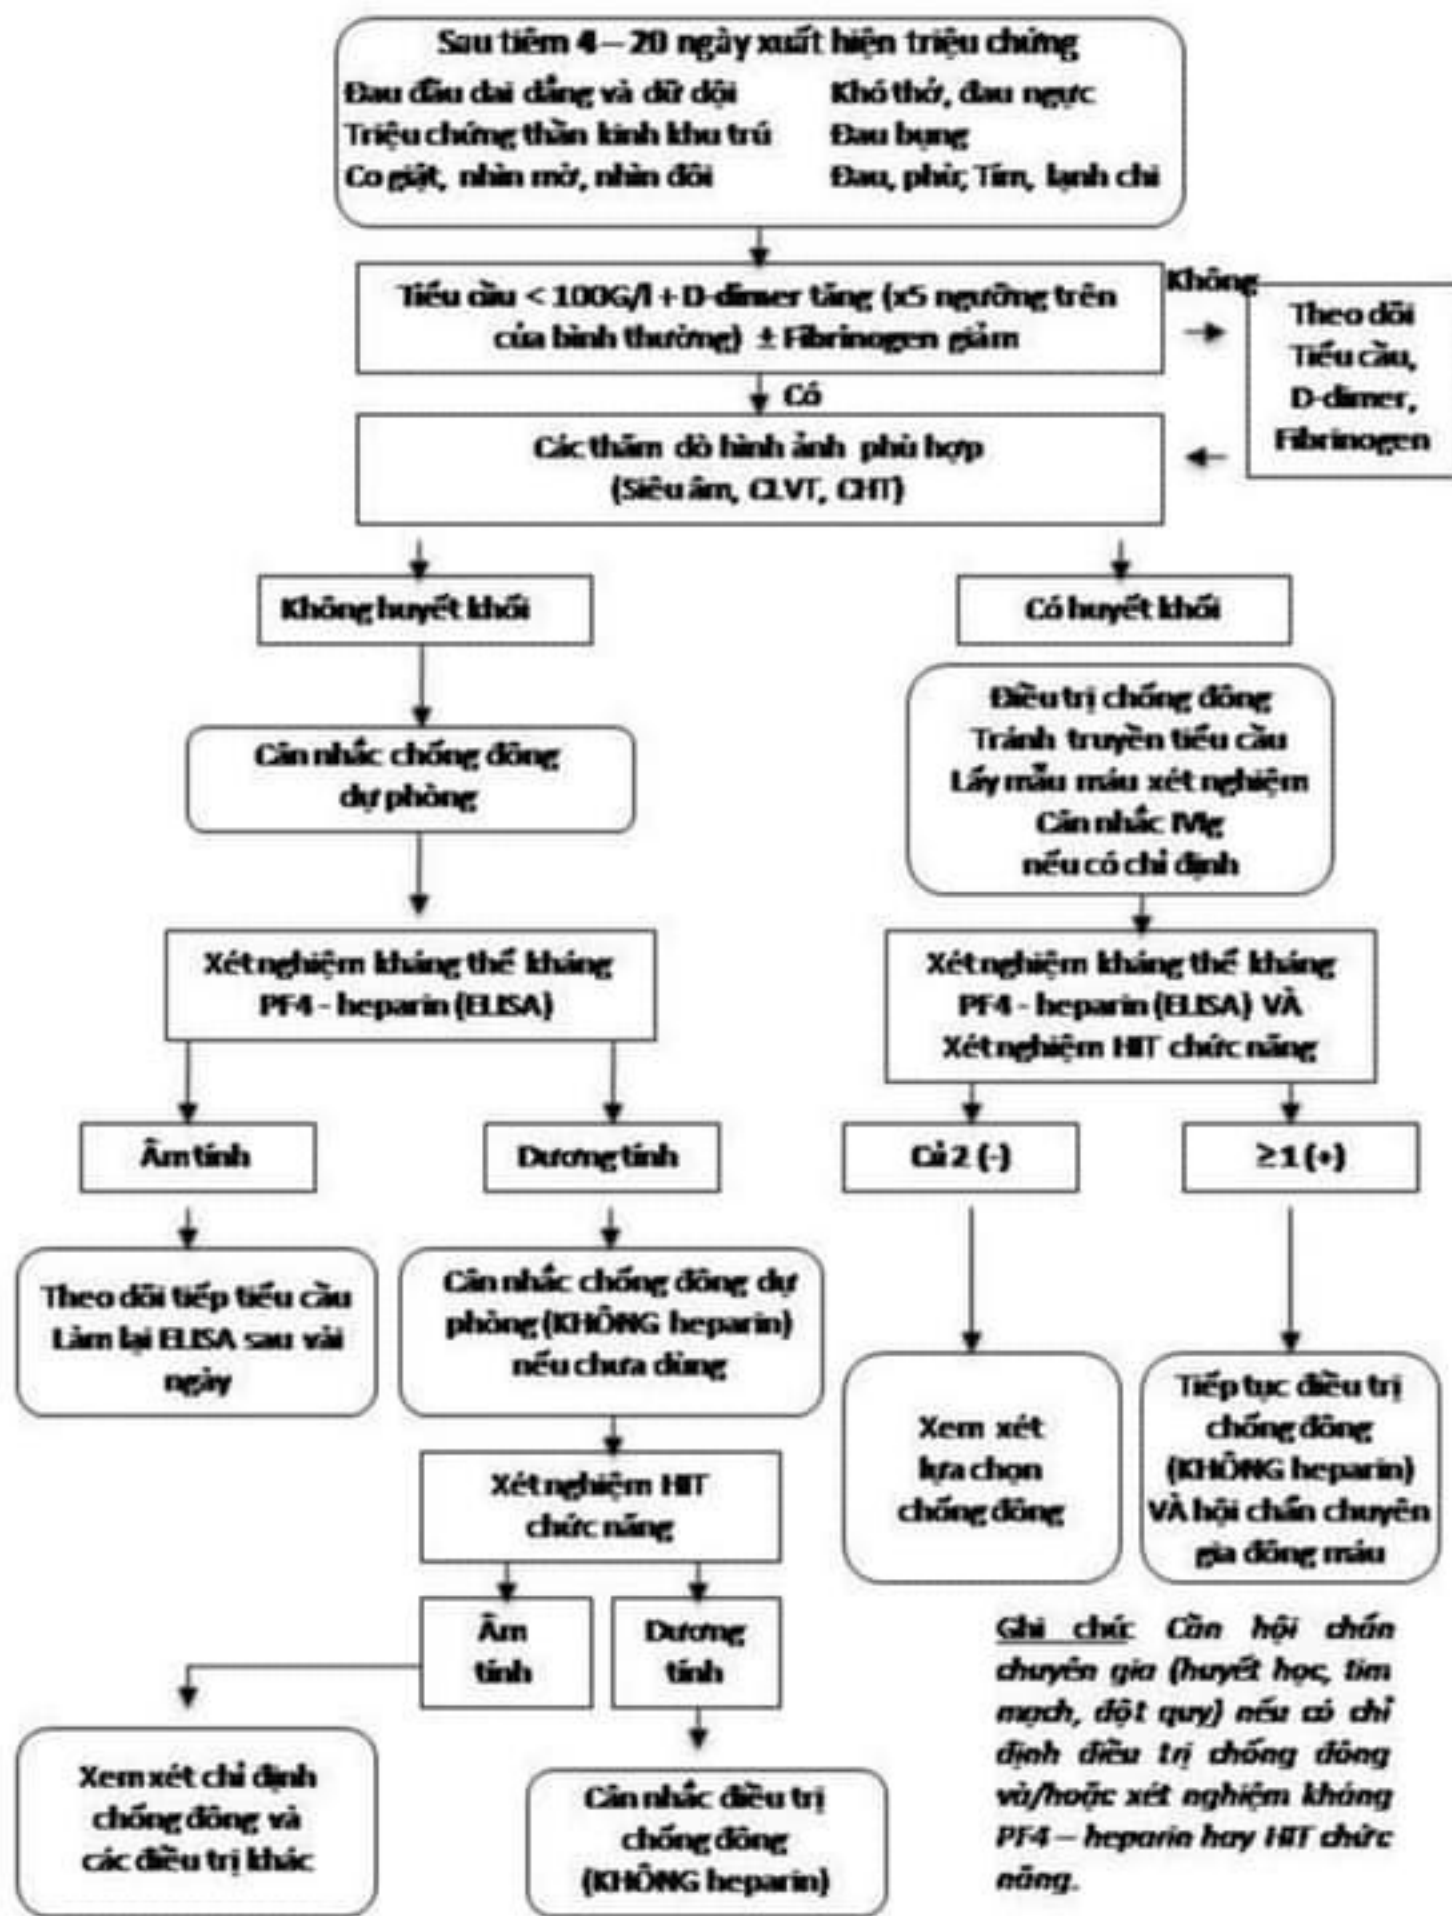 Sau tiêm 4 – 20 ngày xuất hiện triệu chứng
Đau đầu dai dẳng và dữ dội
Triệu chứng thần kinh khu trú
Co giật, nhìn mờ, nhìn đôi
Khó thở, đau ngực
Đau bụng
Đau, phù, Tím, lạnh chi
Tiểu cầu < 100G/l + D-dimer tăng (x5 ngưỡng trên
của bình thường) ± Fibrinogen giảm
Không
Theo dõi
Tiểu cầu,
D-dimer,
Fibrinogen
Có
Các thăm dò hình ảnh phù hợp
(Siêu âm, CLVT, CHT)
Không huyết khối
Có huyết khối
Cân nhắc chống đông
dự phòng
Điều trị chống đông
Tránh truyền tiểu cầu
Lấy mẫu máu xét nghiệm
Cân nhắc IVIg
nếu có chỉ định
Xét nghiệm kháng thể kháng
PF4 - heparin (ELISA)
Xét nghiệm kháng thể kháng
PF4 - heparin (ELISA) VÀ
Xét nghiệm HIT chức năng
Âm tính
Dương tính
Cả 2 (-)
≥ 1 (+)
Theo dõi tiếp tiểu cầu
Làm lại ELISA sau vài
ngày
Cân nhắc chống đông dự
phòng (KHÔNG heparin)
nếu chưa dùng
Xem xét
lựa chọn
chống đông
Tiếp tục điều trị
chống đông
(KHÔNG heparin)
VÀ hội chẩn chuyên
gia đông máu
Xét nghiệm HIT
chức năng
Âm
tính
Dương
tính
Xem xét chỉ định
chống đông và
các điều trị khác
Cân nhắc điều trị
chống đông
(KHÔNG heparin)
Ghi chú: Cần hội chẩn
chuyên gia (huyết học, tim
mạch, đột quỵ) nếu có chỉ
định điều trị chống đông
và/hoặc xét nghiệm kháng
PF4 – heparin hay HIT chức
năng.